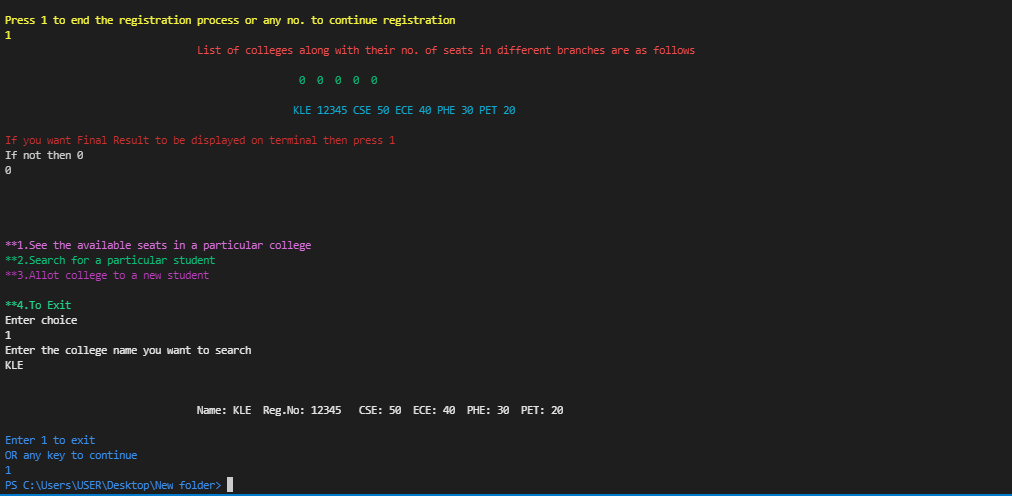 Press 1 to end the registration process or any no. to continue registration
1
List of colleges along with their no. of seats in different branches are as follows
0 0 0 0 0
KLE 12345 CSE 50 ECE 40 PHE 30 PET 20
If you want Final Result to be displayed on terminal then press 1
If not then 0
0
**1.See the available seats in a particular college
**2.Search for a particular student
**3.Allot college to a new student
**4.To Exit
Enter choice
1
Enter the college name you want to search
KLE
Name: KLE Reg.No: 12345 CSE: 50 ECE: 40 PHE: 30 PET: 20
Enter 1 to exit
OR any key to continue
1
PS C:\Users\USER\Desktop\New folder>